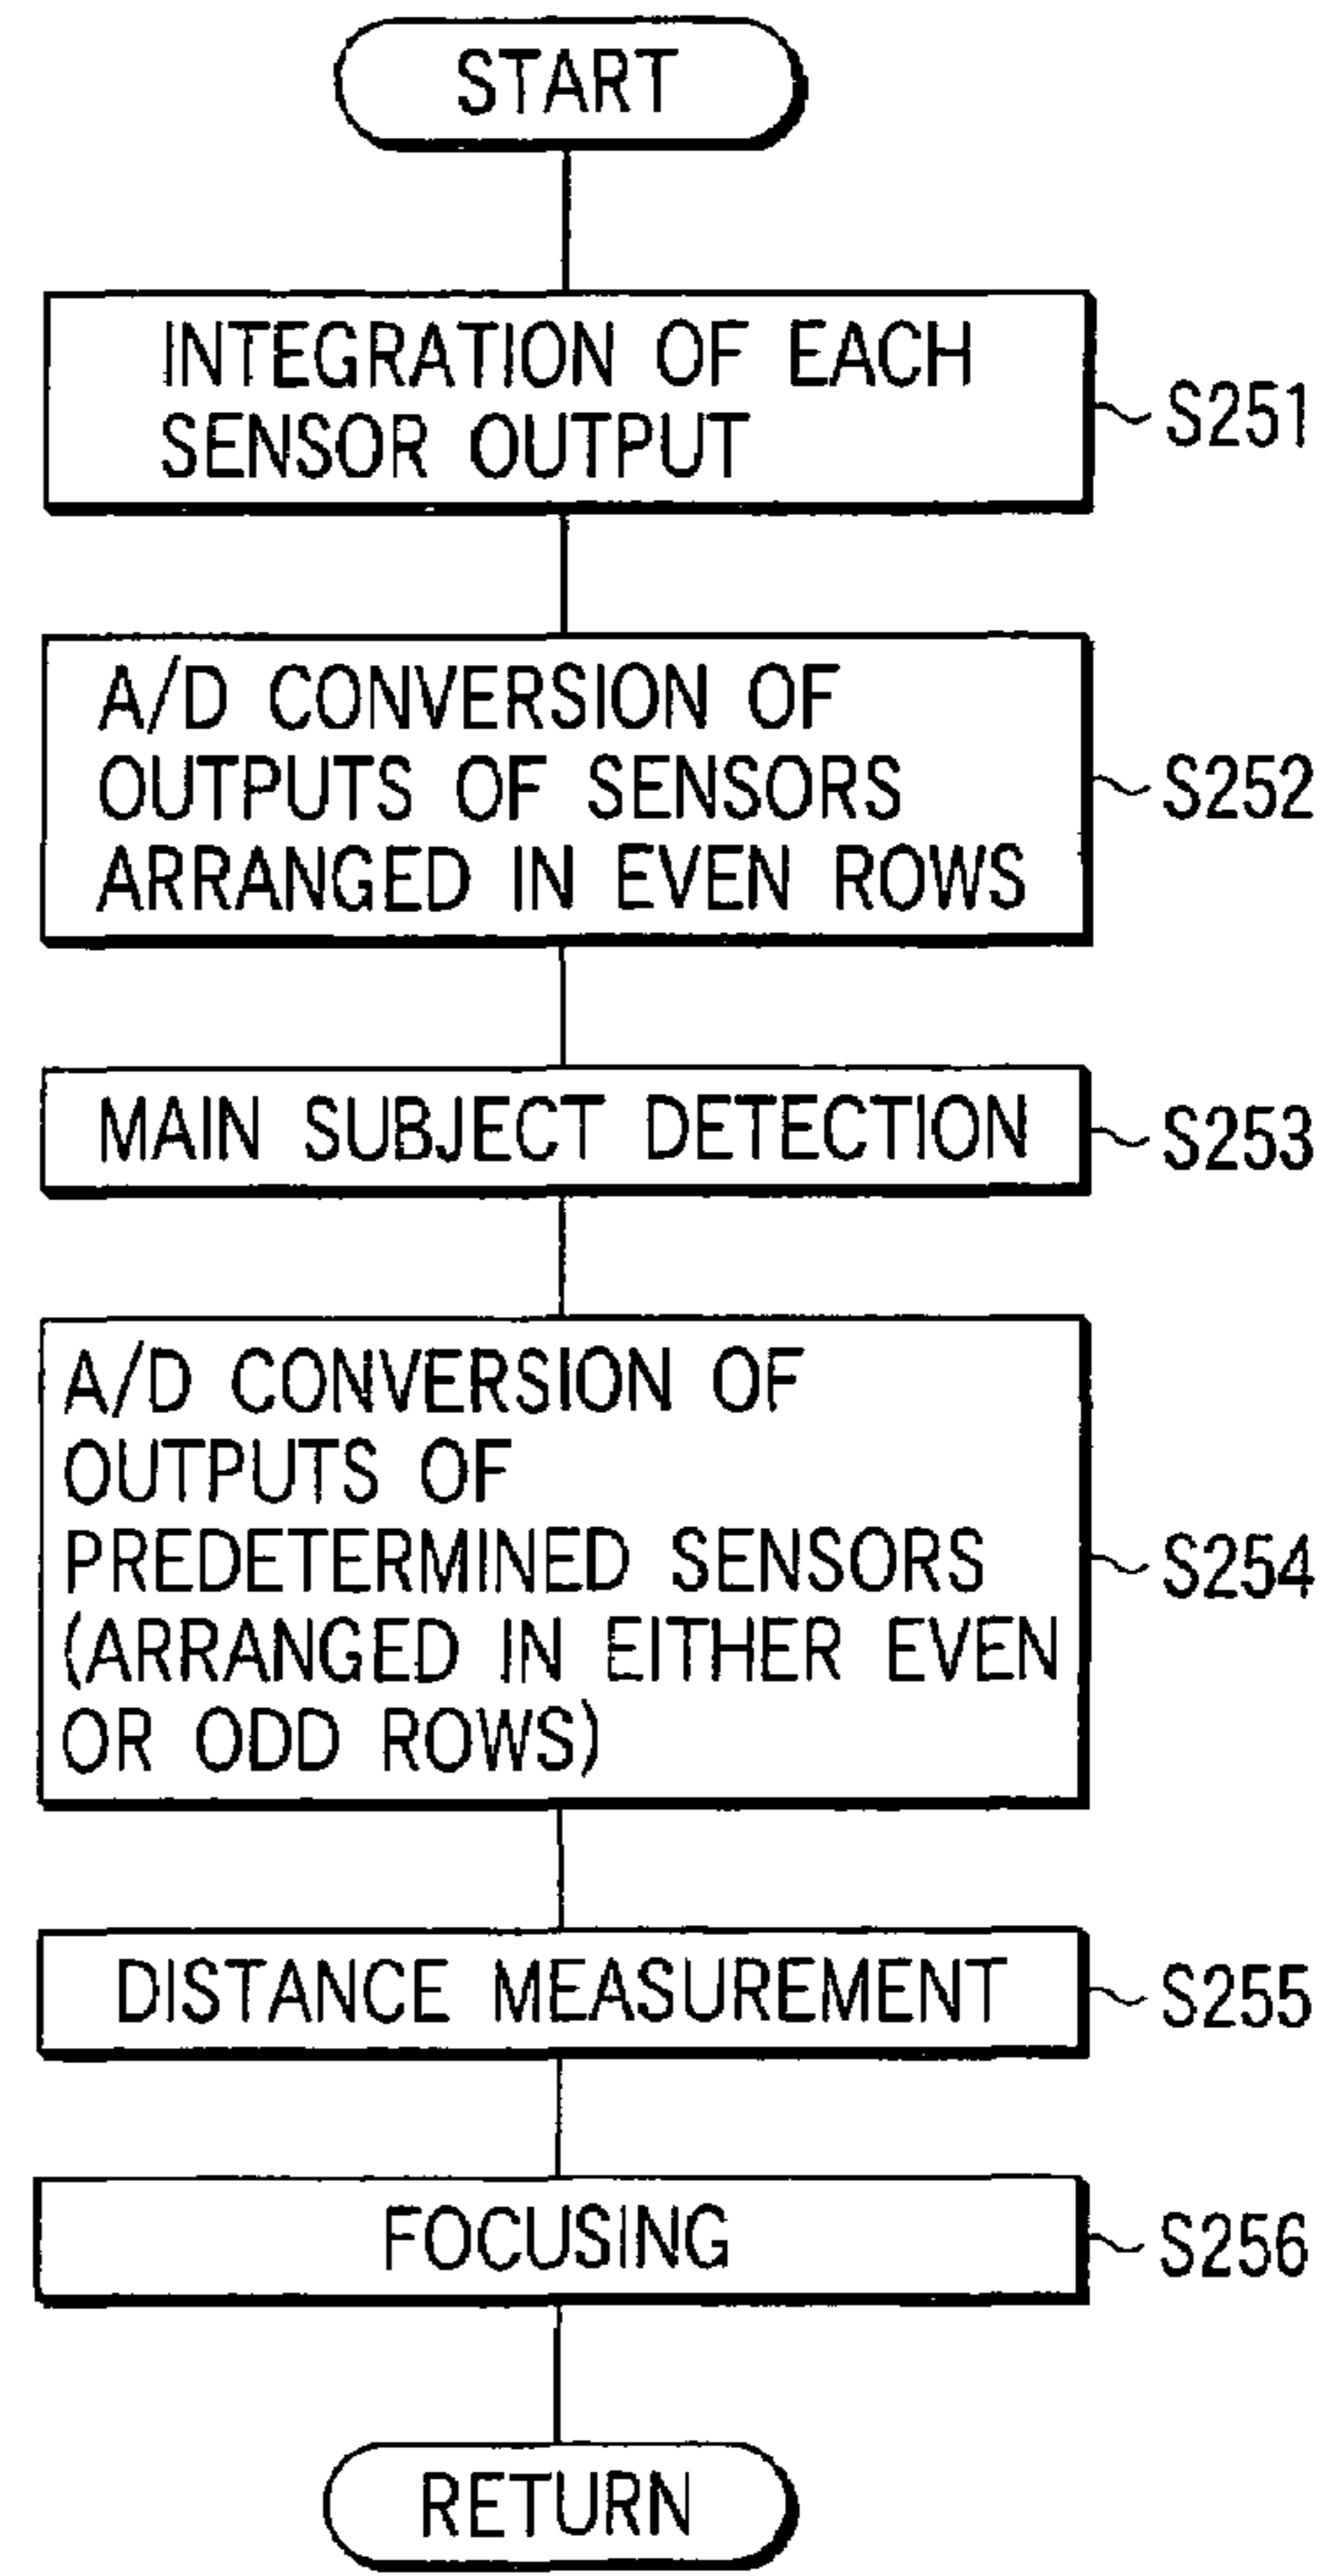 START
INTEGRATION OF EACH
SENSOR OUTPUT
S251
A/D CONVERSION OF
OUTPUTS OF SENSORS
ARRANGED IN EVEN ROWS
S252
MAIN SUBJECT DETECTION
S253
A/D CONVERSION OF
OUTPUTS OF
PREDETERMINED SENSORS
(ARRANGED IN EITHER EVEN
OR ODD ROWS)
S254
DISTANCE MEASUREMENT
S255
FOCUSING
S256
RETURN